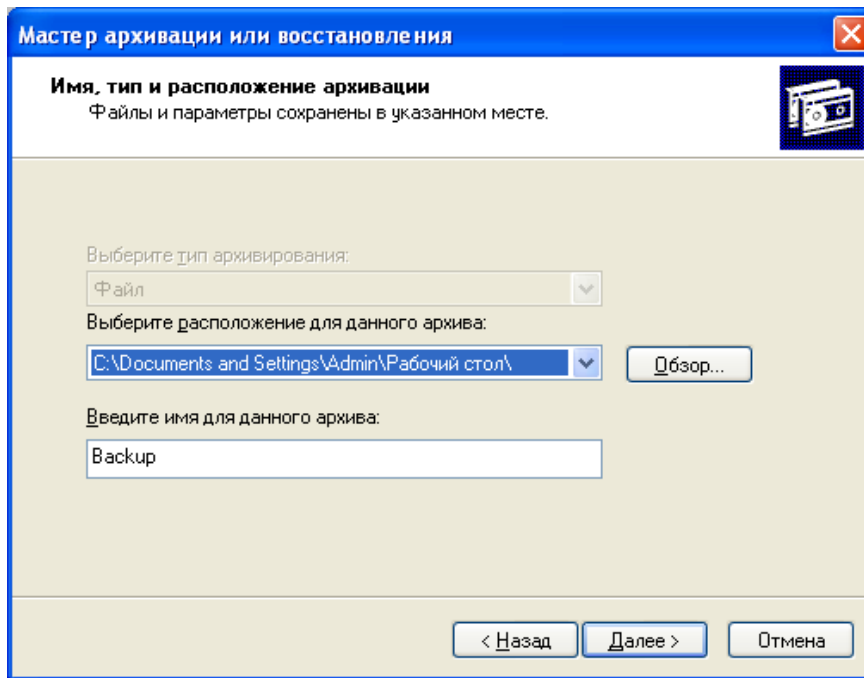 Мастер архивации или восстановления
Имя, тип и расположение архивации
Файлы и параметры сохранены в указанном месте.
Выберите тип архивирования:
Файл
Выберите расположение для данного архива:
C:\Documents and Settings\Admin\Рабочий стол\
Обзор...
Введите имя для данного архива:
Backup
< Назад
Далее >
Отмена